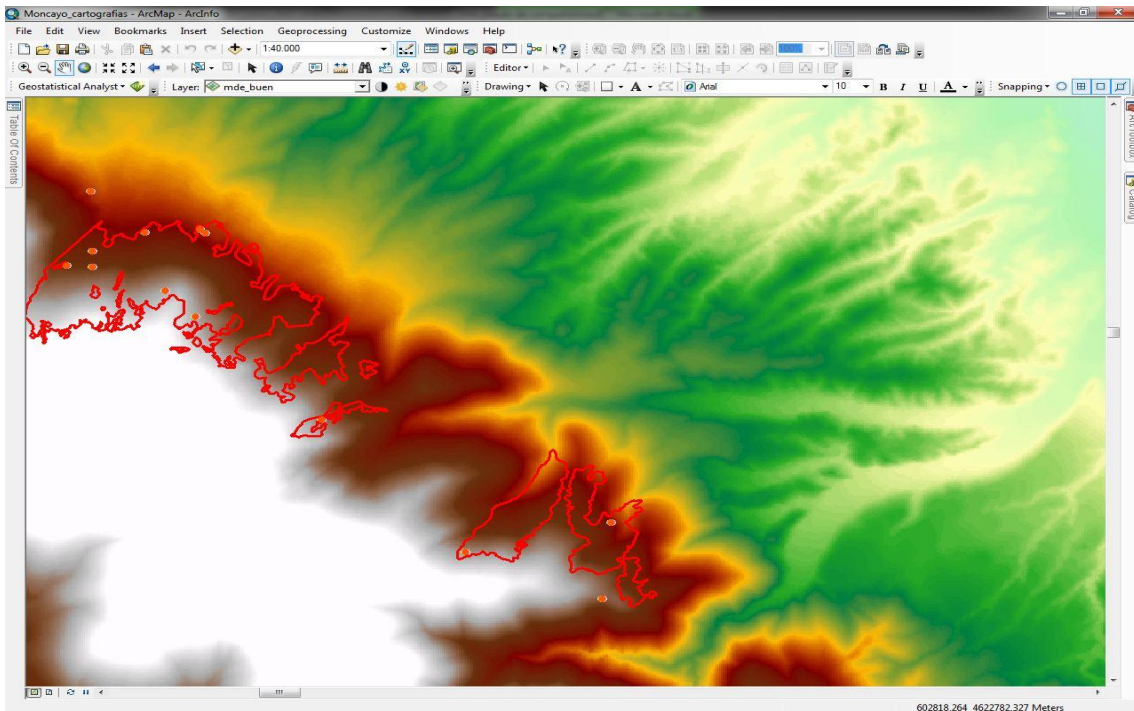 Moncayo_cartografias - ArcMap - ArcInfo
File Edit View Bookmarks Insert Selection Geoprocessing Customize Windows Help
1:40.000
Editor
Geostatistical Analyst Layer: mde_buen Drawing A Arial 10 B I U A Snapping
Table Of Contents
ArcToolbox
Catalog
602818,264 4622782,327 Meters